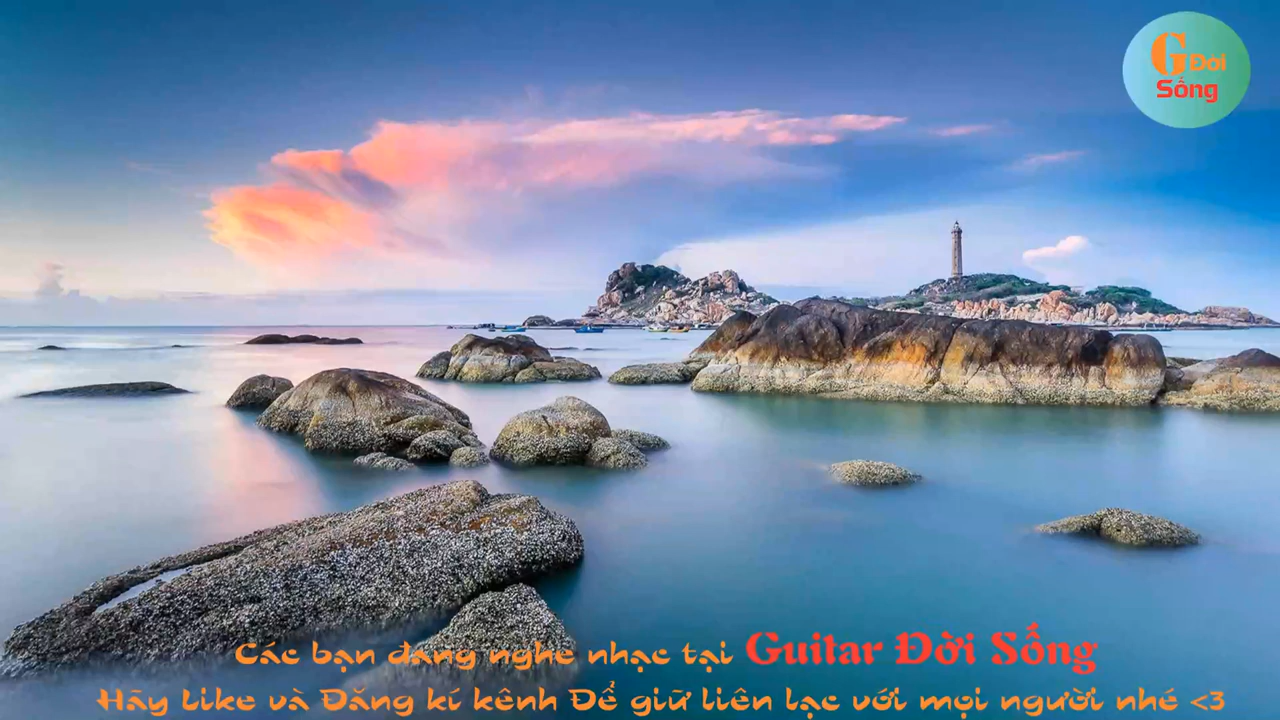 G Đời
Sống
Các bạn đang nghe nhạc tại Guitar Đời Sống
Hãy Like và Đăng kí kênh Để giữ liên lạc với mọi người nhé <3